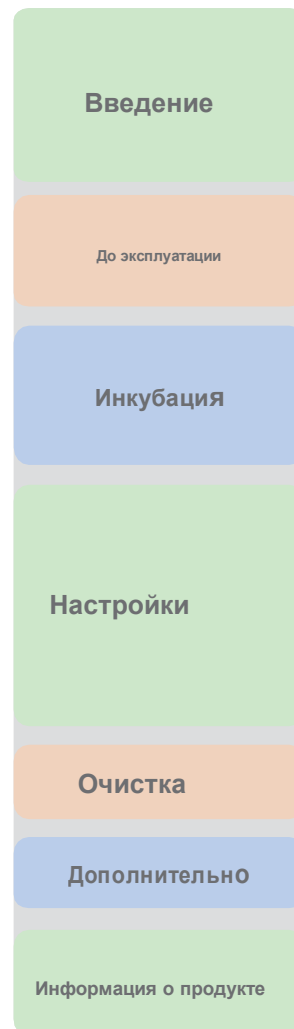 Введение
До эксплуатации
Инкубация
Настройки
Очистка
Дополнительно
Информация о продукте